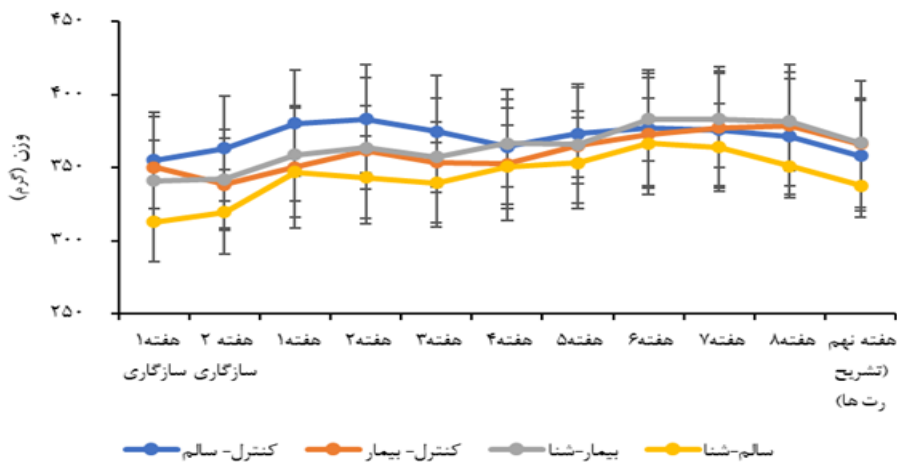 ۴۵۰
۴۰۰
۳۵۰
۳۰۰
۲۵۰
وزن (گرم)
هفته۱ سازگاری
هفته ۲ سازگاری
هفته۱
هفته۲
هفته۳
هفته۴
هفته۵
هفته۶
هفته۷
هفته۸
هفته نهم (تشریح رت ها)
کنترل- سالم
کنترل- بیمار
بیمار-شنا
سالم-شنا